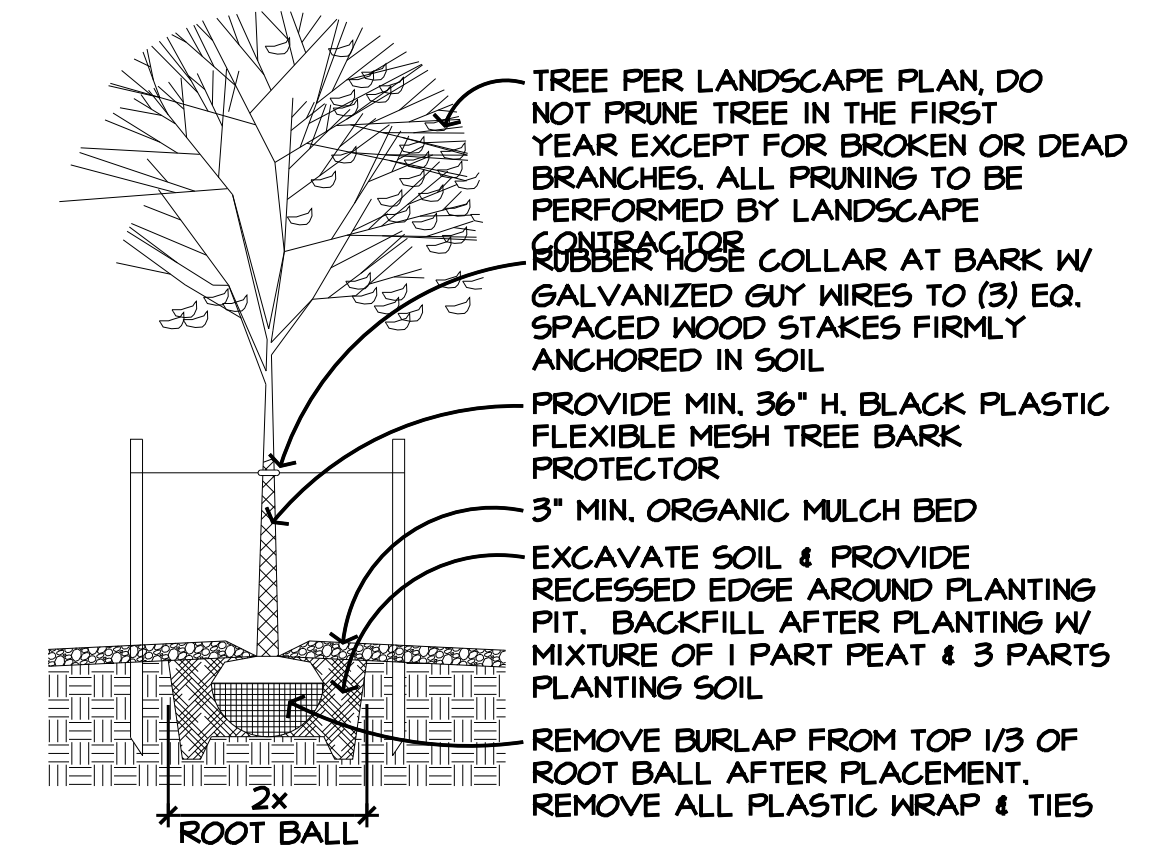 TREE PER LANDSCAPE PLAN, DO
NOT PRUNE TREE IN THE FIRST
YEAR EXCEPT FOR BROKEN OR DEAD
BRANCHES. ALL PRUNING TO BE
PERFORMED BY LANDSCAPE
CONTRACTOR
RUBBER HOSE COLLAR AT BARK W/
GALVANIZED GUY WIRES TO (3) EQ.
SPACED WOOD STAKES FIRMLY
ANCHORED IN SOIL
PROVIDE MIN. 36" H. BLACK PLASTIC
FLEXIBLE MESH TREE BARK
PROTECTOR
3" MIN. ORGANIC MULCH BED
EXCAVATE SOIL & PROVIDE
RECESSED EDGE AROUND PLANTING
PIT. BACKFILL AFTER PLANTING W/
MIXTURE OF 1 PART PEAT & 3 PARTS
PLANTING SOIL
REMOVE BURLAP FROM TOP 1/3 OF
ROOT BALL AFTER PLACEMENT.
REMOVE ALL PLASTIC WRAP & TIES
2x
ROOT BALL